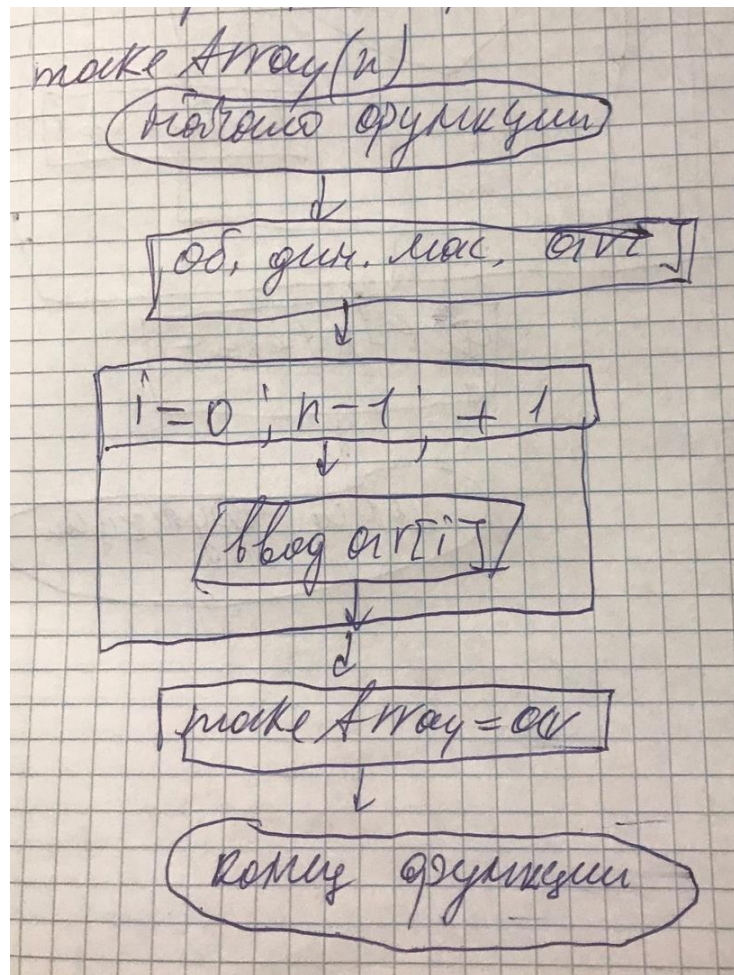 make Array(n)
начало функции
об. дин. мас. arr[]
i=0; n-1; +1
ввод arr[i]
make Array = arr
конец функции